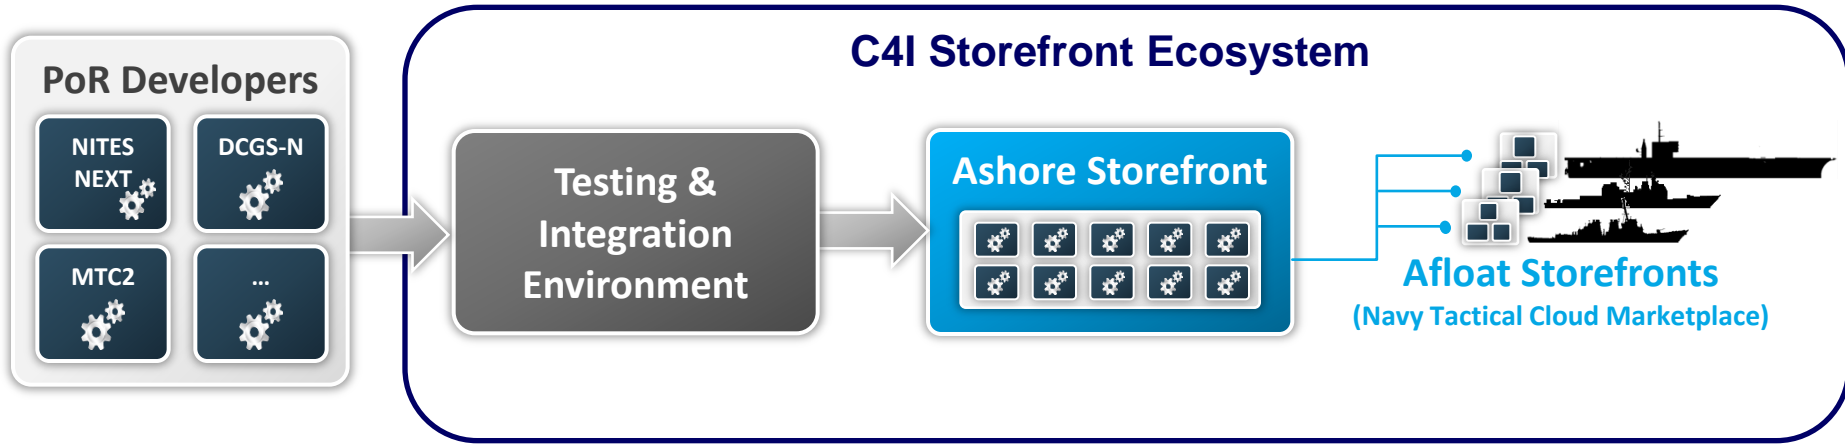 C4I Storefront Ecosystem
PoR Developers
NITES
NEXT
DCGS-N
MTC2
...
Testing &
Integration
Environment
Ashore Storefront
Afloat Storefronts
(Navy Tactical Cloud Marketplace)